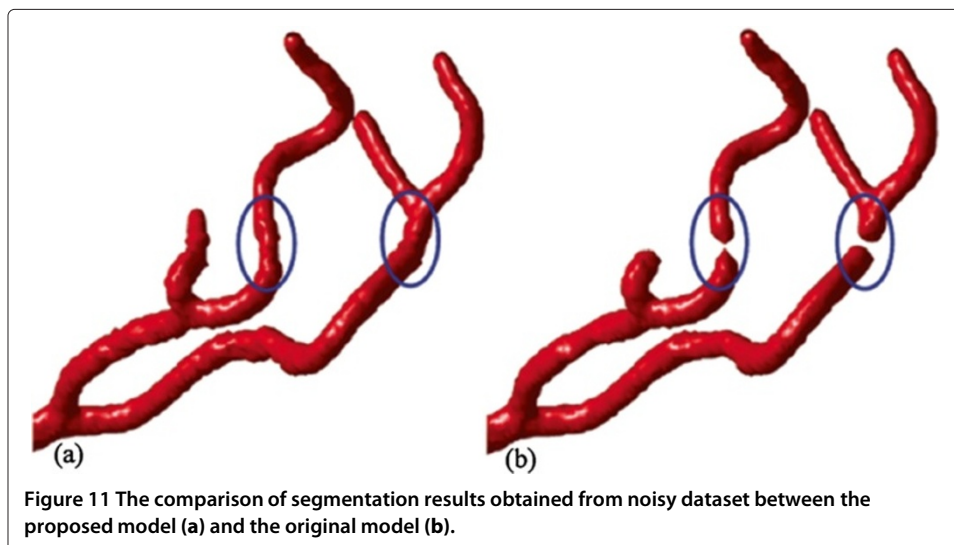 (a)
(b)
Figure 11 The comparison of segmentation results obtained from noisy dataset between the
proposed model (a) and the original model (b).